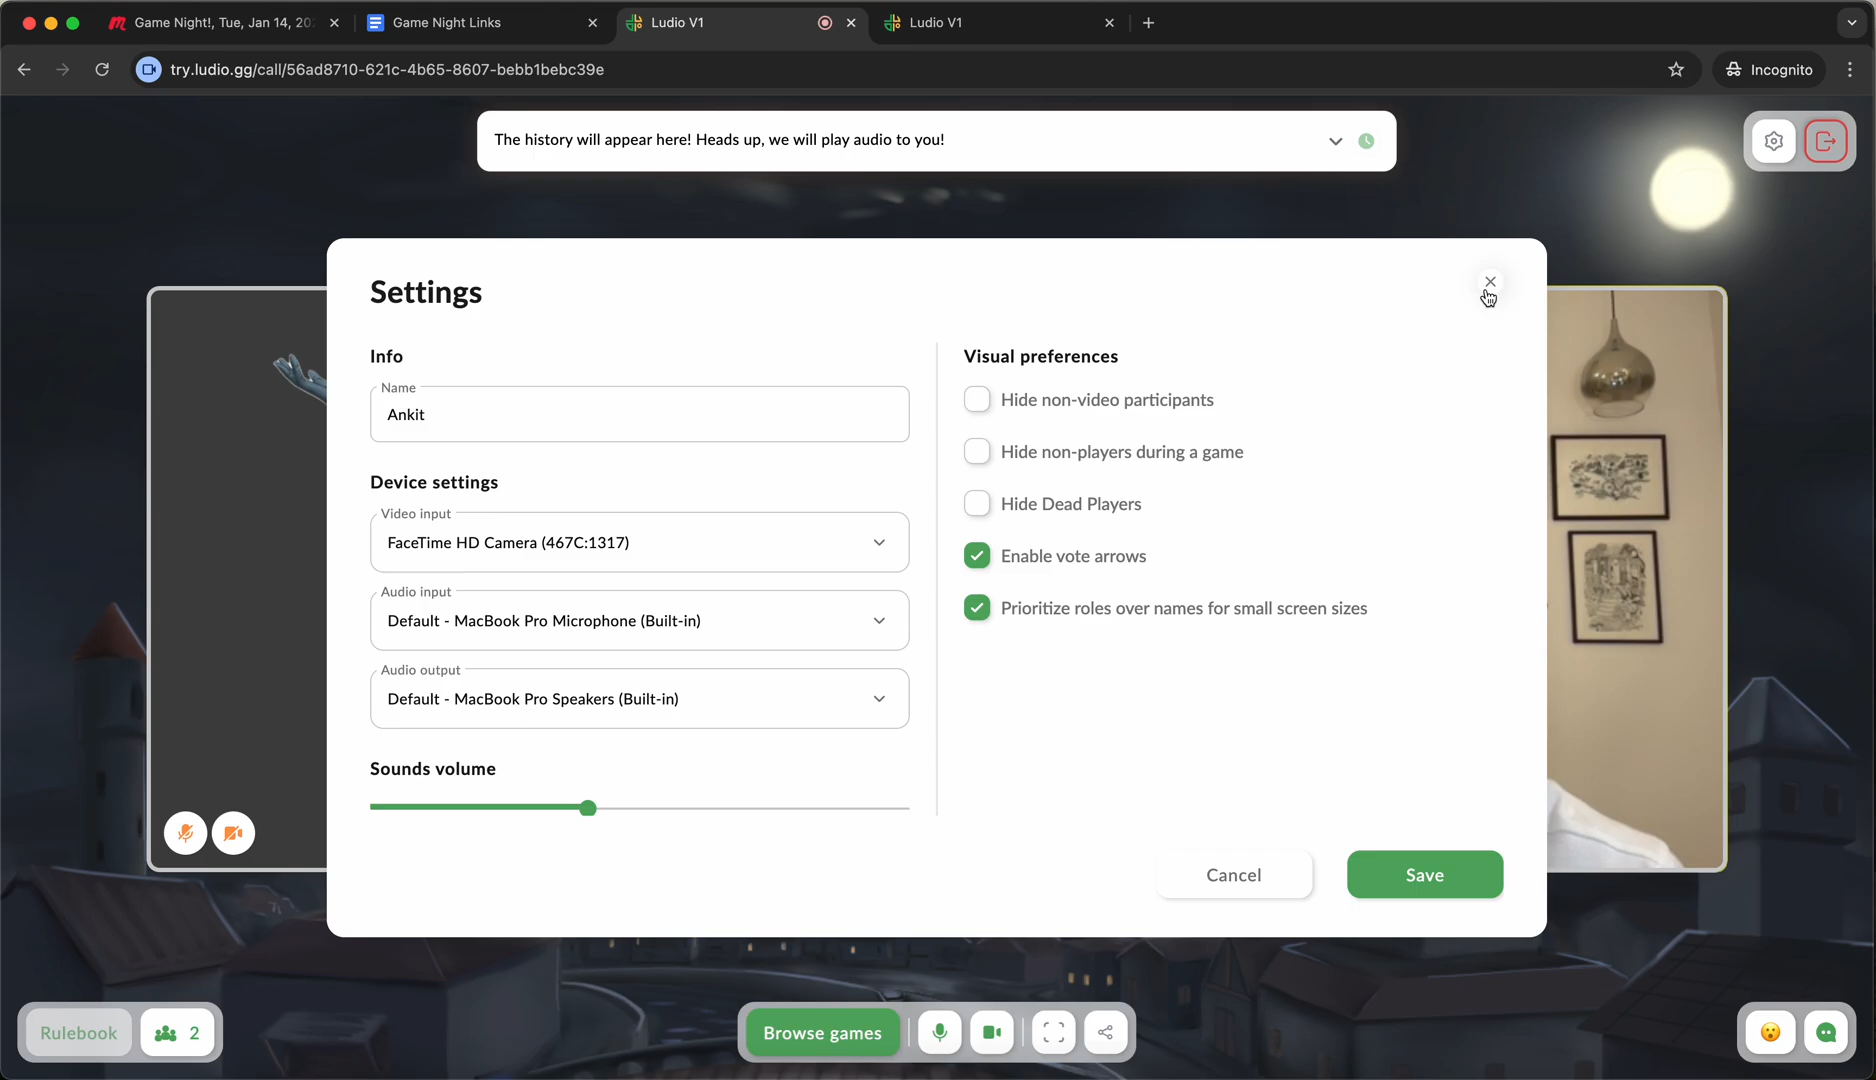 Game Night!, Tue, Jan 14, 20
Game Night Links
Ludio V1
Ludio V1
try.ludio.gg/call/56ad8710-621c-4b65-8607-bebb1bebc39e
Incognito
The history will appear here! Heads up, we will play audio to you!
Settings
Info
Name
Ankit
Device settings
Video input
FaceTime HD Camera (467C:1317)
Audio input
Default - MacBook Pro Microphone (Built-in)
Audio output
Default - MacBook Pro Speakers (Built-in)
Sounds volume
Visual preferences
Hide non-video participants
Hide non-players during a game
Hide Dead Players
Enable vote arrows
Prioritize roles over names for small screen sizes
Cancel
Save
Rulebook
2
Browse games